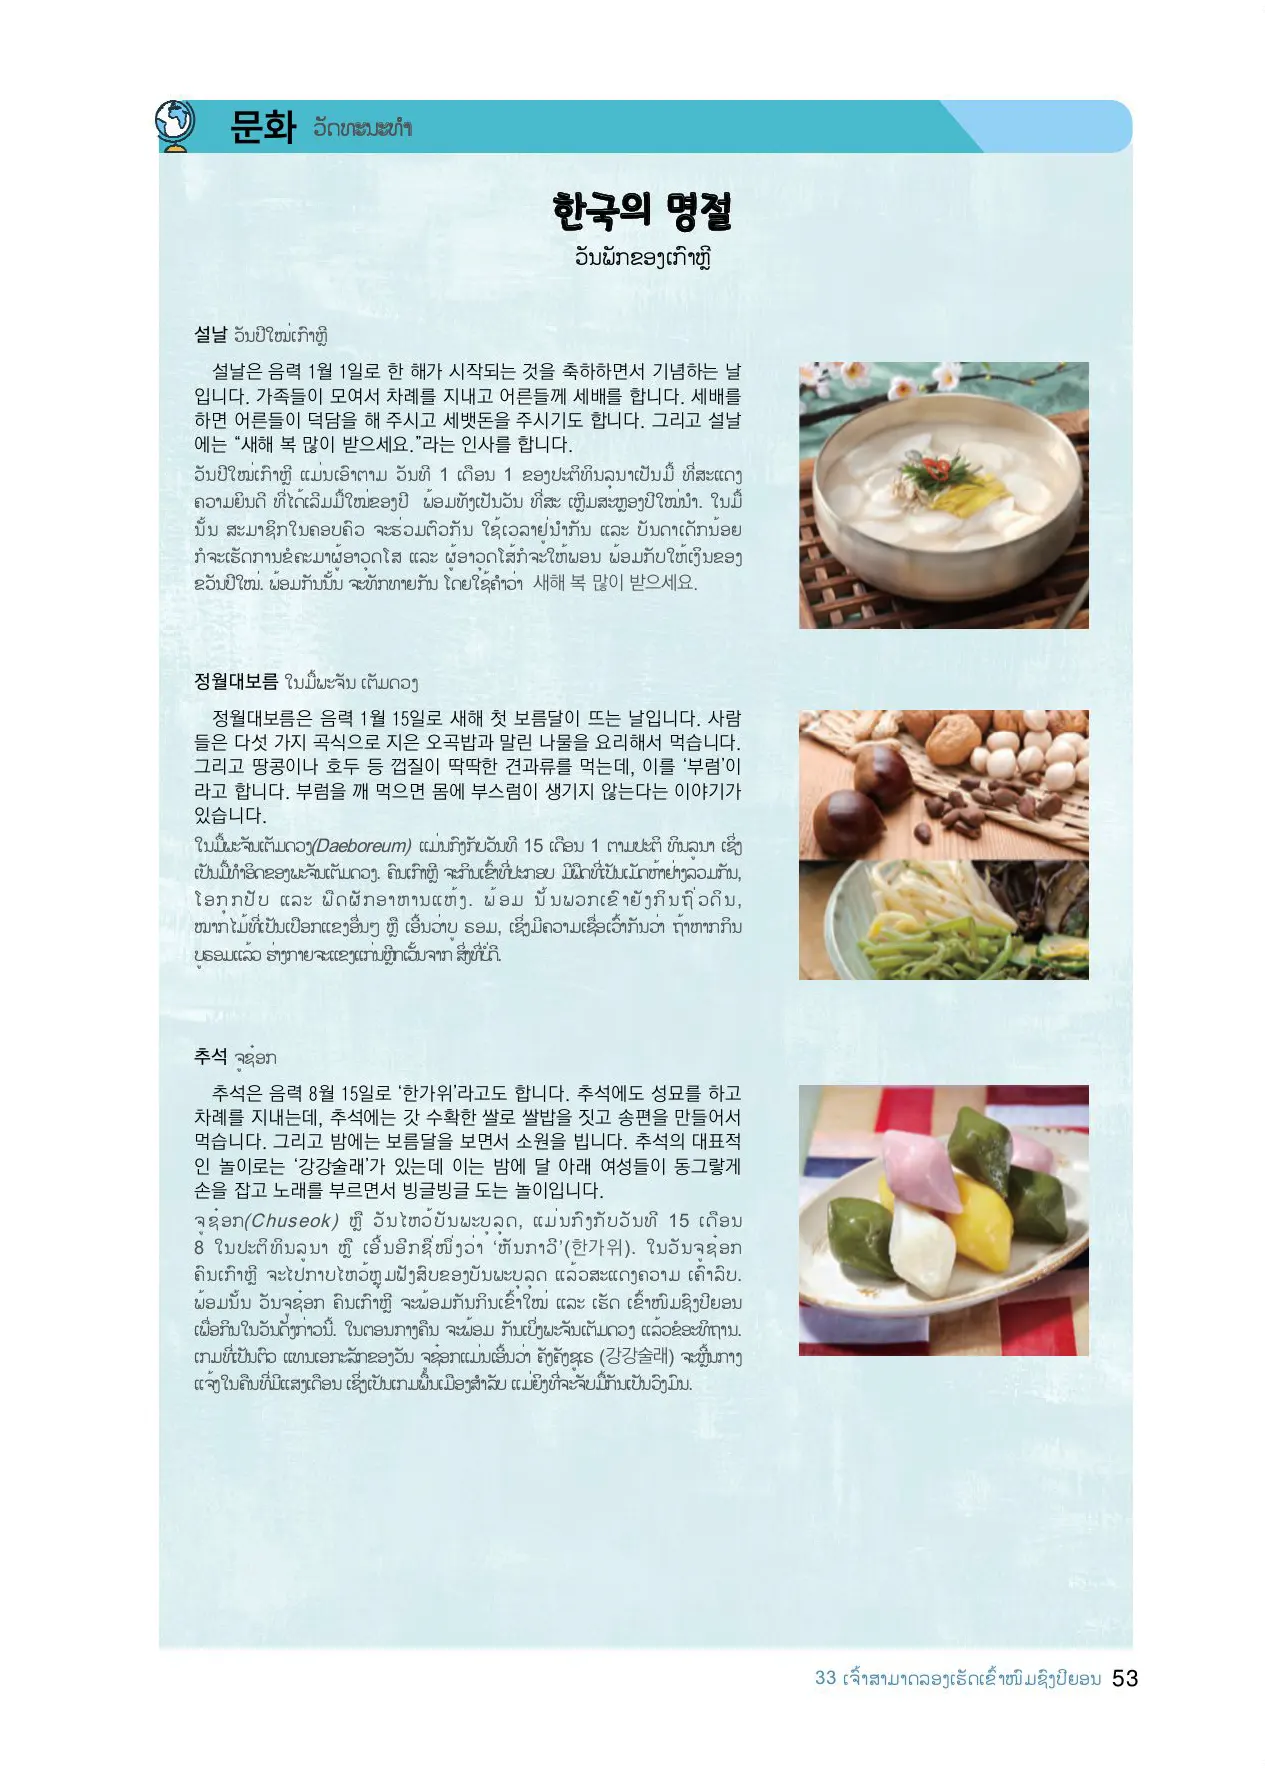 문화 ວັດທະນະທຳ
한국의 명절
ວັນພັກຂອງເກົາຫຼີ
설날 ວັນປີໃໝ່ເກົາຫຼີ
설날은 음력 1월 1일로 한 해가 시작되는 것을 축하하면서 기념하는 날
입니다. 가족들이 모여서 차례를 지내고 어른들께 세배를 합니다. 세배를
하면 어른들이 덕담을 해 주시고 세뱃돈을 주시기도 합니다. 그리고 설날
에는 “새해 복 많이 받으세요.”라는 인사를 합니다.
ວັນປີໃໝ່ເກົາຫຼີ ແມ່ນເອົາຕາມ ວັນທີ 1 ເດືອນ 1 ຂອງປະຕິທິນລຸນາເປັນມື້ ທີ່ສະແດງ
ຄວາມຍິນດີ ທີ່ໄດ້ເລີມມື້ໃໝ່ຂອງປີ ພ້ອມທັງເປັນວັນ ທີ່ສະ ເຫຼີມສະຫຼອງປີໃໝ່ນຳ. ໃນມື້
ນັ້ນ ສະມາຊິກໃນຄອບຄົວ ຈະຮ່ວມຕົວກັນ ໃຊ້ເວລາຢູ່ນຳກັນ ແລະ ບັນດາເດັກນ້ອຍ
ກໍຈະເຮັດການຂໍຄະມາຜູ້ອາວຸດໂສ ແລະ ຜູ້ອາວຸດໂສ້ກໍຈະໃຫ້ພອນ ພ້ອມກັບໃຫ້ເງິນຂອງ
ຂວັນປີໃໝ່. ພ້ອມກັນນັ້ນ ຈະທັກທາຍກັນ ໂດຍໃຊ້ຄຳວ່າ 새해 복 많이 받으세요.
정월대보름 ໃນມື້ພະຈັນ ເຕັມດວງ
정월대보름은 음력 1월 15일로 새해 첫 보름달이 뜨는 날입니다. 사람
들은 다섯 가지 곡식으로 지은 오곡밥과 말린 나물을 요리해서 먹습니다.
그리고 땅콩이나 호두 등 껍질이 딱딱한 견과류를 먹는데, 이를 ‘부럼’이
라고 합니다. 부럼을 깨 먹으면 몸에 부스럼이 생기지 않는다는 이야기가
있습니다.
ໃນມື້ພະຈັນເຕັມດວງ(Daeboreum) ແມ່ນກົງກັບວັນທີ 15 ເດືອນ 1 ຕາມປະຕິ ທິນລູນາ ເຊິ່ງ
ເປັນມື້ທຳອິດຂອງພະຈັນເຕັມດວງ. ຄົນເກົາຫຼີ ຈະກິນເຂົ້າທີ່ປະກອບ ມີພືດທີ່ເປັນເມັດຫ້າຢ່າງລວມກັນ,
ໂອກຸກປັບ ແລະ ພືດຜັກອາຫານແຫ້ງ. ພ້ອມ ນັ້ນພວກເຂົາຍັງກິນຖົ່ວດິນ,
ໝາກໄມ້ທີ່ເປັນເປືອກແຂງອື່ນໆ ຫຼື ເອີ້ນວ່າບູ ຣອມ, ເຊິ່ງມີຄວາມເຊື່ອເວົ້າກັນວ່າ ຖ້າຫາກກິນ
ບູຣອມແລ້ວ ຮ່າງກາຍຈະແຂງແກ່ນຫຼີກເວັ້ນຈາກ ສິ່ງທີ່ບໍ່ດີ.
추석 ຈູຊ໋ອກ
추석은 음력 8월 15일로 ‘한가위’라고도 합니다. 추석에도 성묘를 하고
차례를 지내는데, 추석에는 갓 수확한 쌀로 쌀밥을 짓고 송편을 만들어서
먹습니다. 그리고 밤에는 보름달을 보면서 소원을 빕니다. 추석의 대표적
인 놀이로는 ‘강강술래’가 있는데 이는 밤에 달 아래 여성들이 동그랗게
손을 잡고 노래를 부르면서 빙글빙글 도는 놀이입니다.
ຈູຊ໋ອກ(Chuseok) ຫຼື ວັນໄຫວ້ບັນພະບຸລຸດ, ແມ່ນກົງກັບວັນທີ 15 ເດືອນ
8 ໃນປະຕິທິນລູນາ ຫຼື ເອີ້ນອີກຊື່ໜຶ່ງວ່າ ‘ຫັນກາວີ’(한가위). ໃນວັນຈູຊ໋ອກ
ຄົນເກົາຫຼີ ຈະໄປກາບໄຫວ້ຫຼຸມຝັງສົບຂອງບັນພະບຸລຸດ ແລ້ວສະແດງຄວາມ ເຄົາລົບ.
ພ້ອມນັ້ນ ວັນຈູຊ໋ອກ ຄົນເກົາຫຼີ ຈະພ້ອມກັນກິນເຂົ້າໃໝ່ ແລະ ເຮັດ ເຂົ້າໜົມຊົງປີຍອນ
ເພື່ອກິນໃນວັນດັ່ງກ່າວນີ້. ໃນຕອນກາງຄືນ ຈະພ້ອມ ກັນເບິ່ງພະຈັນເຕັມດວງ ແລ້ວຂໍອະທິຖານ.
ເກມທີ່ເປັນຕົວ ແທນເອກະລັກຂອງວັນ ຈູຊ໋ອກແມ່ນເອີ້ນວ່າ ຄັງຄັງຊູເຣ (강강술래) ຈະຫຼິ້ນກາງ
ແຈ້ງໃນຄືນທີ່ມີແສງເດືອນ ເຊິ່ງເປັນເກມພື້ນເມືອງສຳລັບ ແມ່ຍິງທີ່ຈະຈັບມືກັນເປັນວົງມົນ.
33 ເຈົ້າສາມາດລອງເຮັດເຂົ້າໜົມຊົງປີຍອນ 53